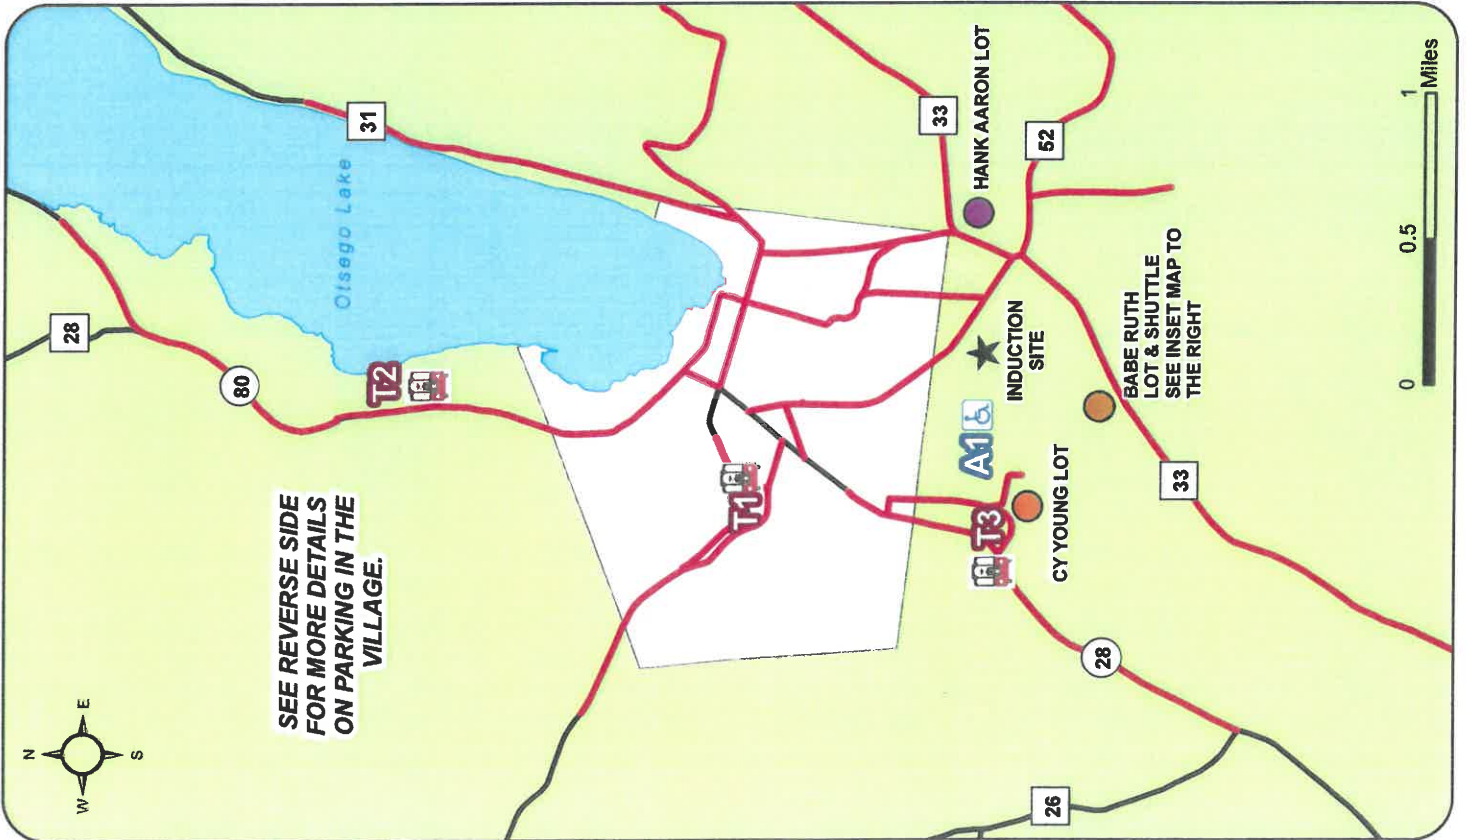 N
W E
S
28
80
SEE REVERSE SIDE
FOR MORE DETAILS
ON PARKING IN THE
VILLAGE.
Otsego Lake
31
T2
T1
33
HANK AARON LOT
A1
T3
INDUCTION
SITE
CY YOUNG LOT
52
26
28
BABE RUTH
LOT & SHUTTLE
SEE INSET MAP TO
THE RIGHT
33
0 0.5 1
Miles